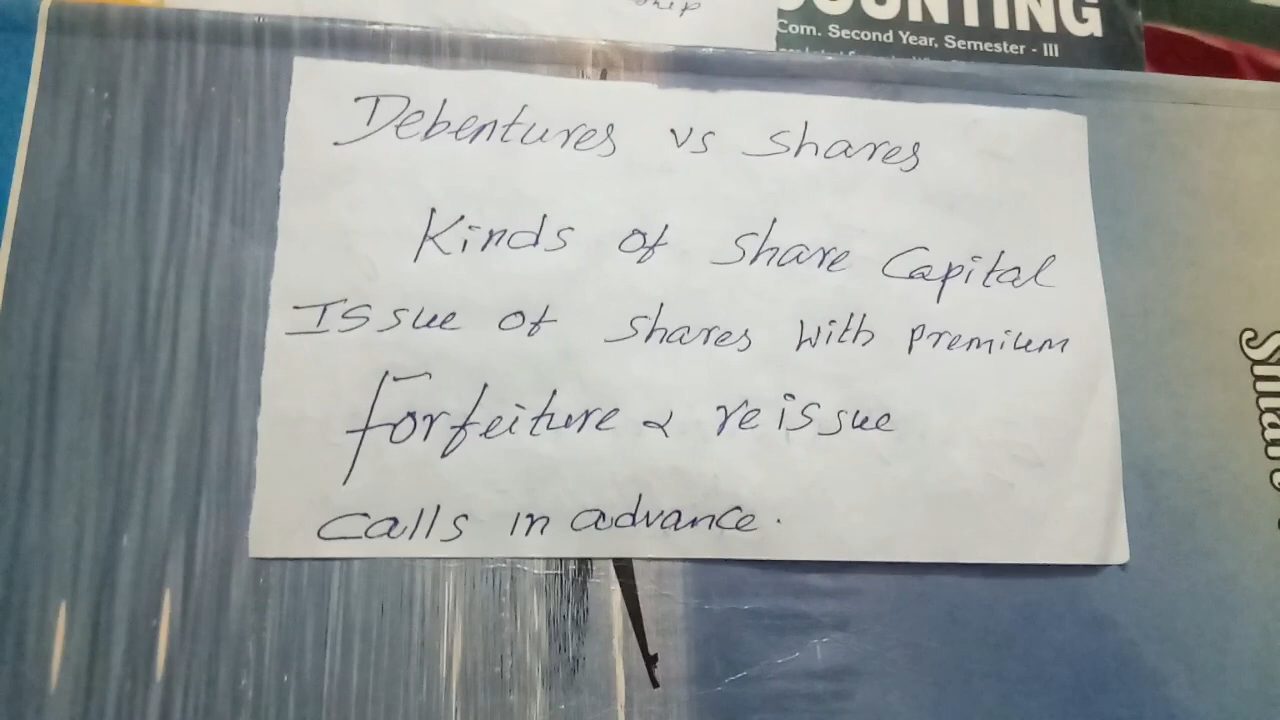 COUNTING
Com. Second Year, Semester - III
Debentures vs shares
Kinds of share Capital
Issue of shares with premium
Forfeiture & reissue
calls in advance.